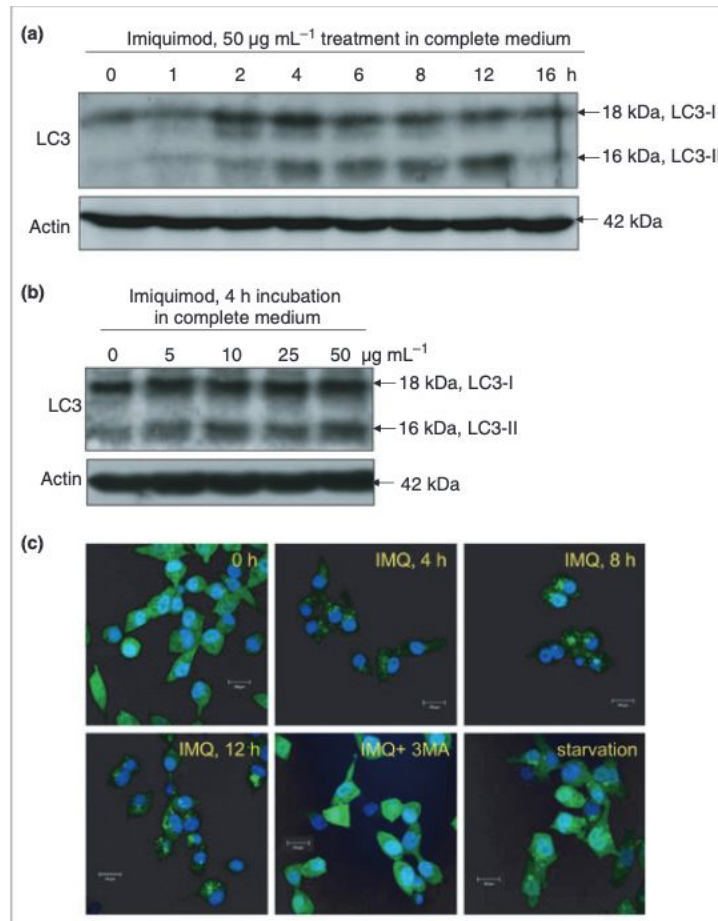 (a)
Imiquimod, 50 µg mL⁻¹ treatment in complete medium
0 1 2 4 6 8 12 16 h
LC3
18 kDa, LC3-I
16 kDa, LC3-II
Actin
42 kDa
(b)
Imiquimod, 4 h incubation
in complete medium
0 5 10 25 50 µg mL⁻¹
LC3
18 kDa, LC3-I
16 kDa, LC3-II
Actin
42 kDa
(c)
0 h
IMQ, 4 h
IMQ, 8 h
IMQ, 12 h
IMQ+ 3MA
starvation